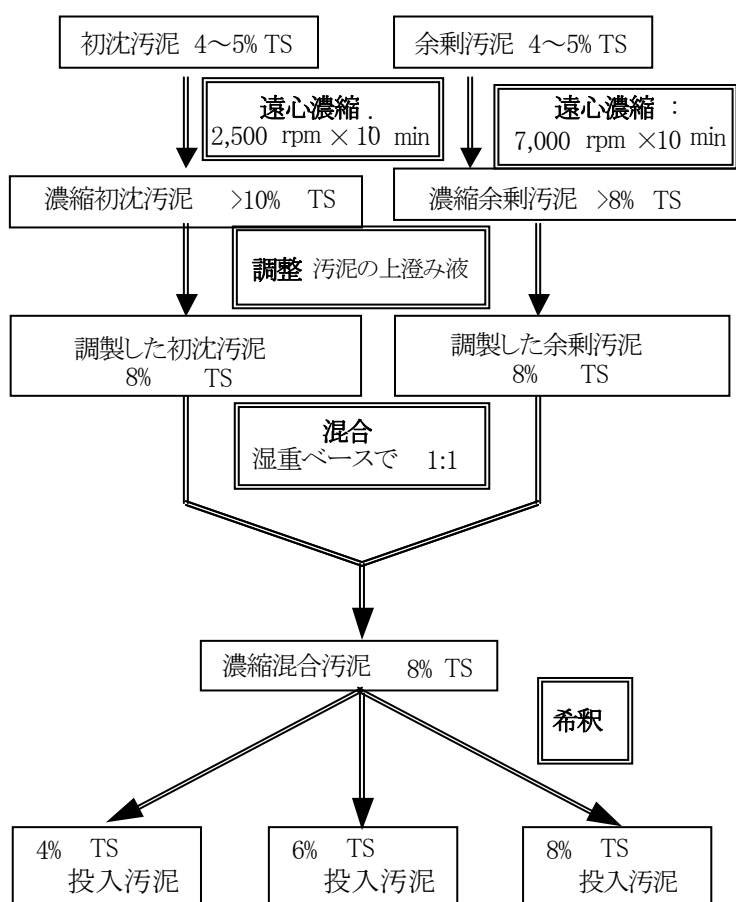 初沈汚泥 4～5% TS
余剰汚泥 4～5% TS
遠心濃縮：
2,500 rpm × 10 min
遠心濃縮 ：
7,000 rpm ×10 min
濃縮初沈汚泥 >10% TS
濃縮余剰汚泥 >8% TS
調整 汚泥の上澄み液
調製した初沈汚泥
8% TS
調製した余剰汚泥
8% TS
混合
湿重ベースで 1:1
濃縮混合汚泥 8% TS
希釈
4% TS
投入汚泥
6% TS
投入汚泥
8% TS
投入汚泥